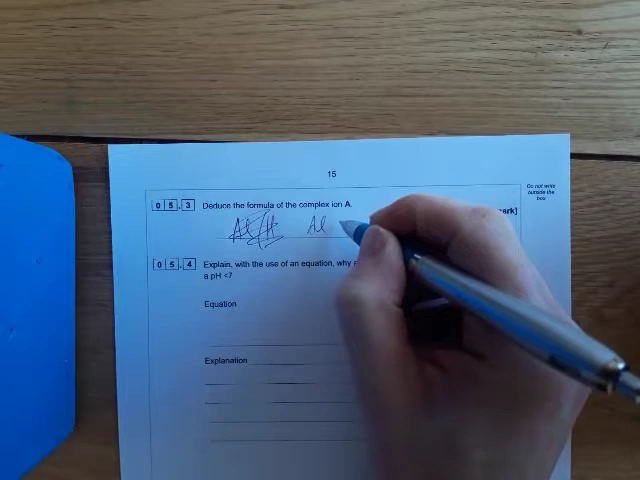 15
Do not write
outside the
box
0 5 . 3 Deduce the formula of the complex ion A.
ark]
Al
0 5 . 4 Explain, with the use of an equation, why
a pH <7
Equation
Explanation